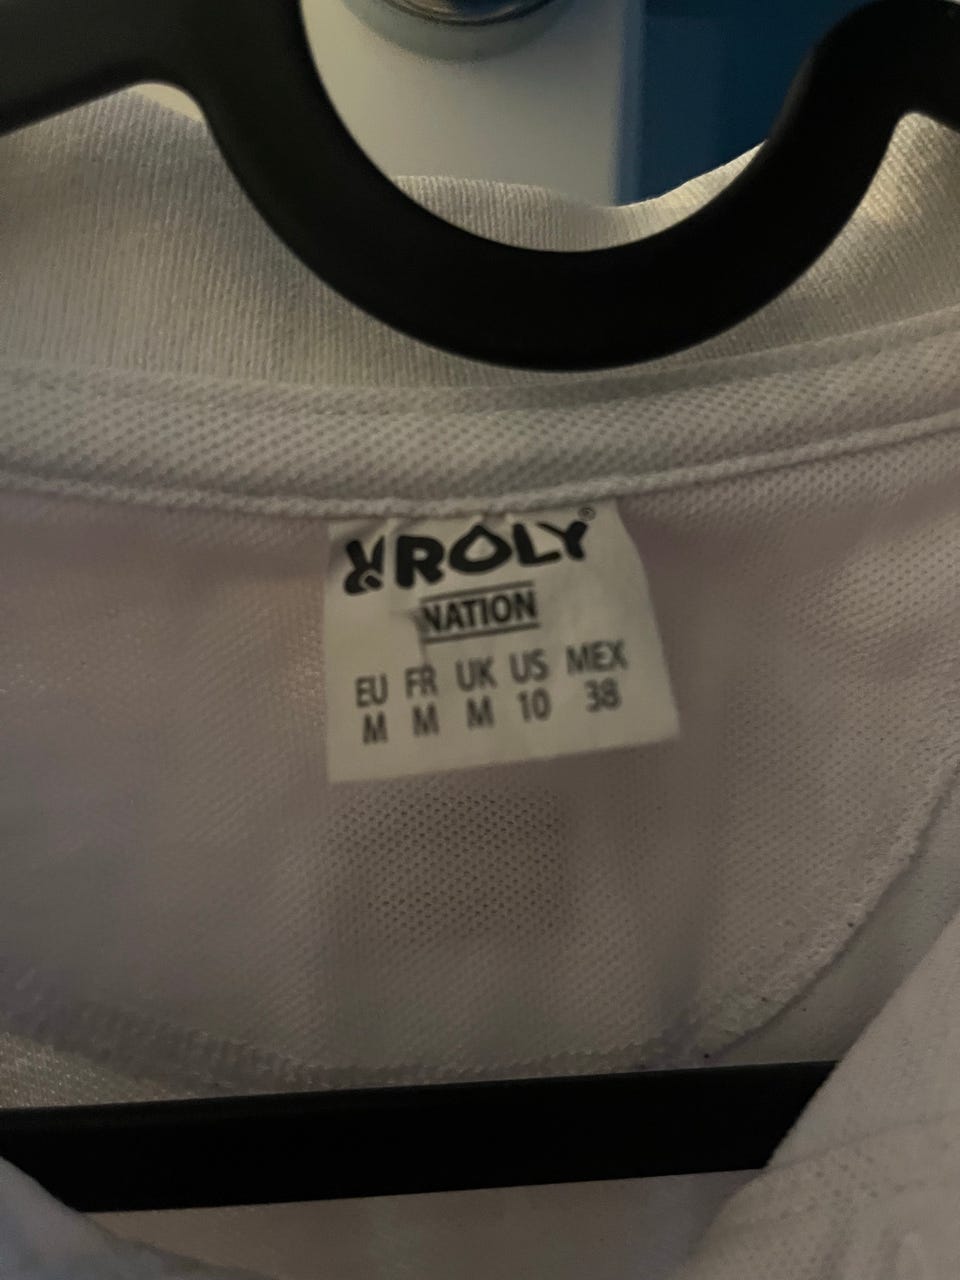 ROLY®
NATION
EU FR UK US MEX
M M M 10 38